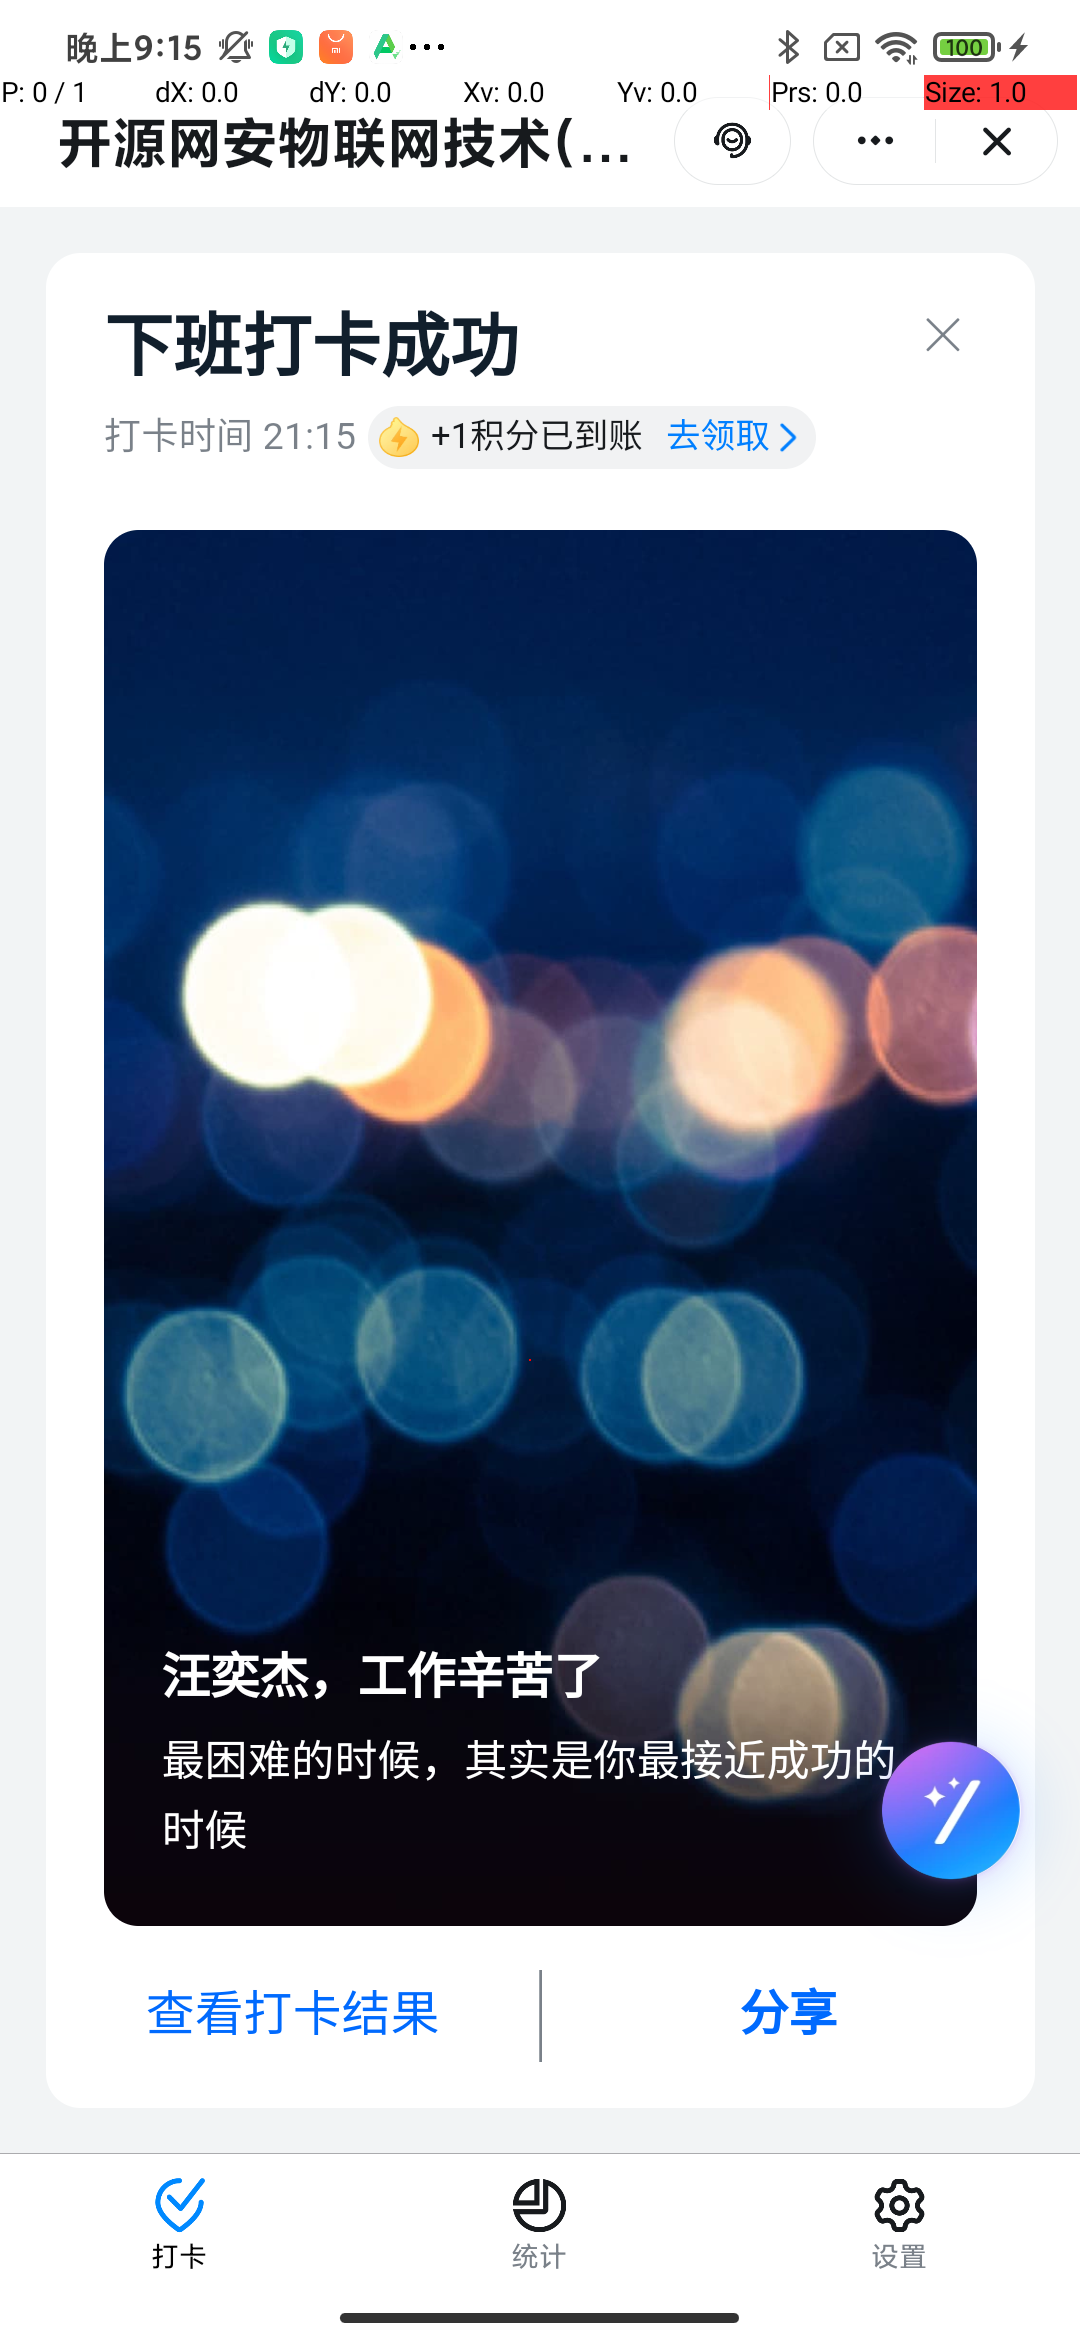 晚上9:15
100
P: 0 / 1 dX: 0.0 dY: 0.0 Xv: 0.0 Yv: 0.0 Prs: 0.0 Size: 1.0
开源网安物联网技术(...
下班打卡成功
打卡时间 21:15 +1积分已到账 去领取
汪奕杰，工作辛苦了
最困难的时候，其实是你最接近成功的
时候
查看打卡结果 分享
打卡 统计 设置